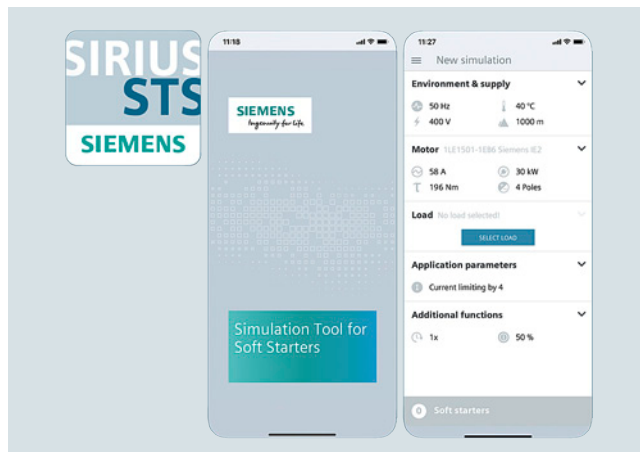 SIRIUS
STS
SIEMENS
11:18
SIEMENS
Ingenuity for life
Simulation Tool for
Soft Starters
11:27
New simulation
Environment & supply
50 Hz 40 °C
400 V 1000 m
Motor 1LE1501-1EB6 Siemens IE2
58 A 30 kW
196 Nm 4 Poles
Load No load selected!
SELECT LOAD
Application parameters
Current limiting by 4
Additional functions
1x 50 %
0 Soft starters